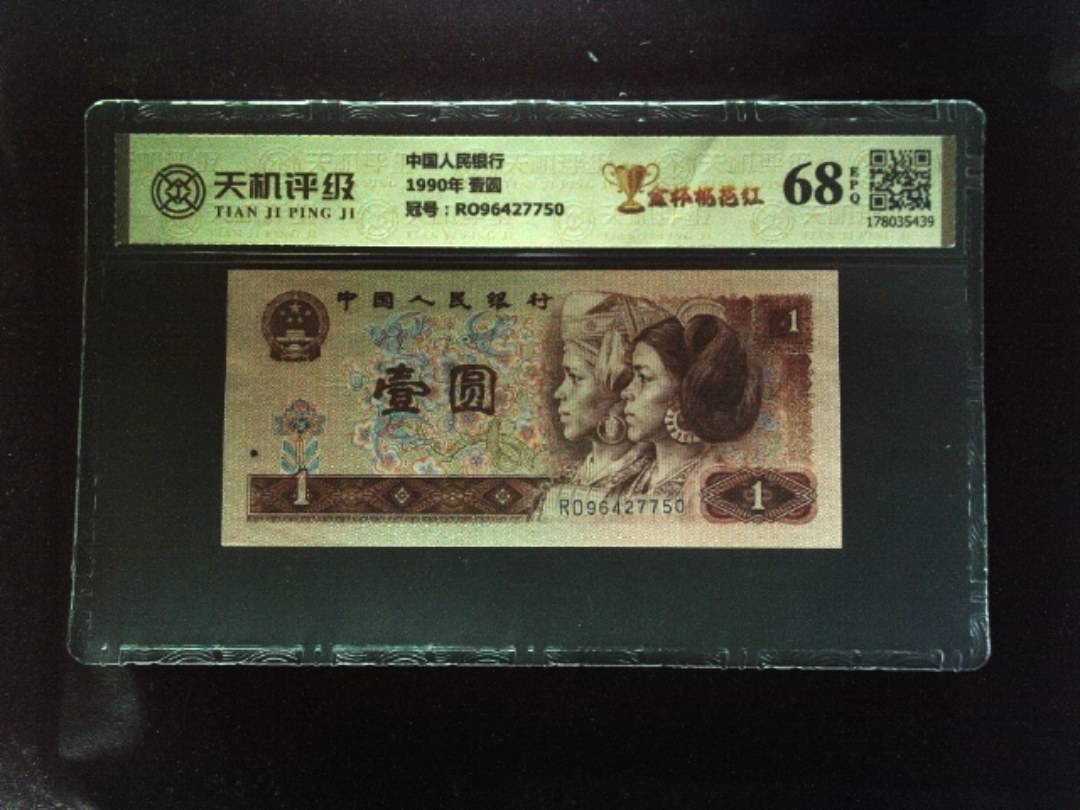 天机评级
TIAN JI PING JI
中国人民银行
1990年 壹圆
冠号：RO96427750
金杯桃花红
68
EPQ
178035439
中国人民银行
1
壹圆
1
RO96427750
1